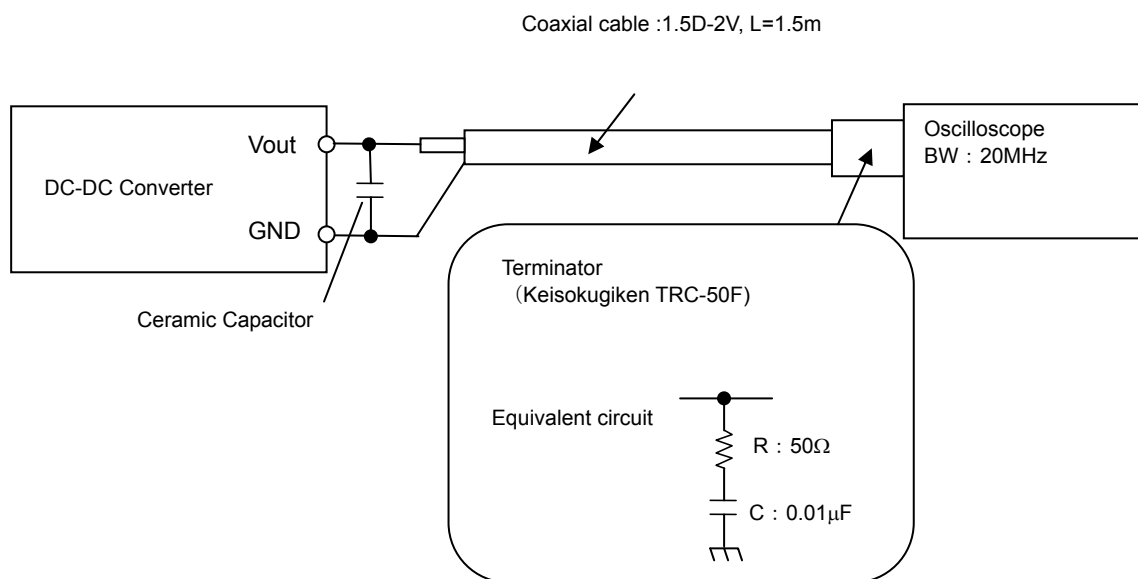 Coaxial cable :1.5D-2V, L=1.5m
Vout
DC-DC Converter
GND
Ceramic Capacitor
Oscilloscope
BW：20MHz
Terminator
（Keisokugiken TRC-50F)
Equivalent circuit
R：50Ω
C：0.01μF